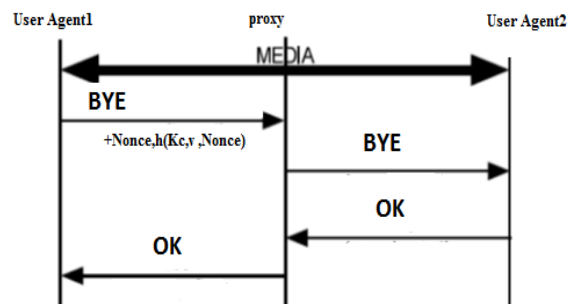 User Agent1
proxy
User Agent2
MEDIA
BYE
+Nonce,h(Kc,v ,Nonce)
BYE
OK
OK